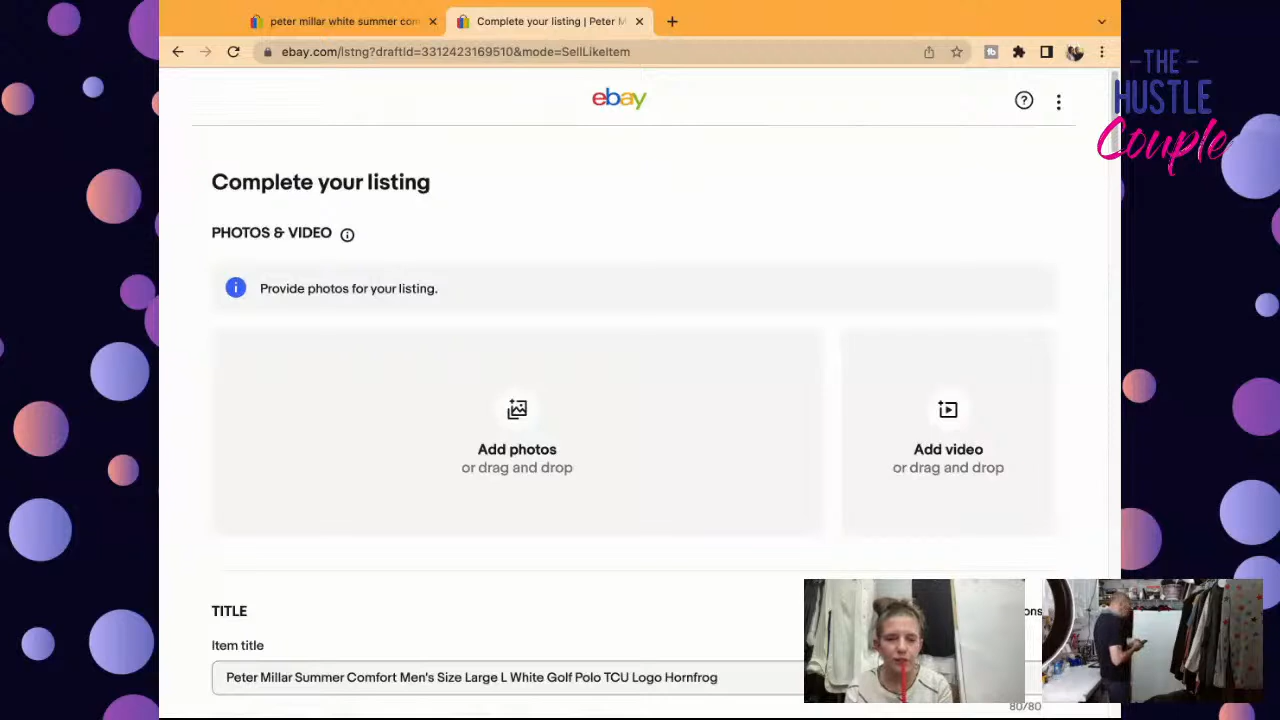 peter millar white summer com
Complete your listing | Peter M
ebay.com/lstng?draftId=3312423169510&mode=SellLikeItem
-THE-
HUSTLE
Couple
ebay
Complete your listing
PHOTOS & VIDEO
Provide photos for your listing.
Add photos
or drag and drop
Add video
or drag and drop
TITLE
ons
Item title
Peter Millar Summer Comfort Men's Size Large L White Golf Polo TCU Logo Hornfrog
80/80